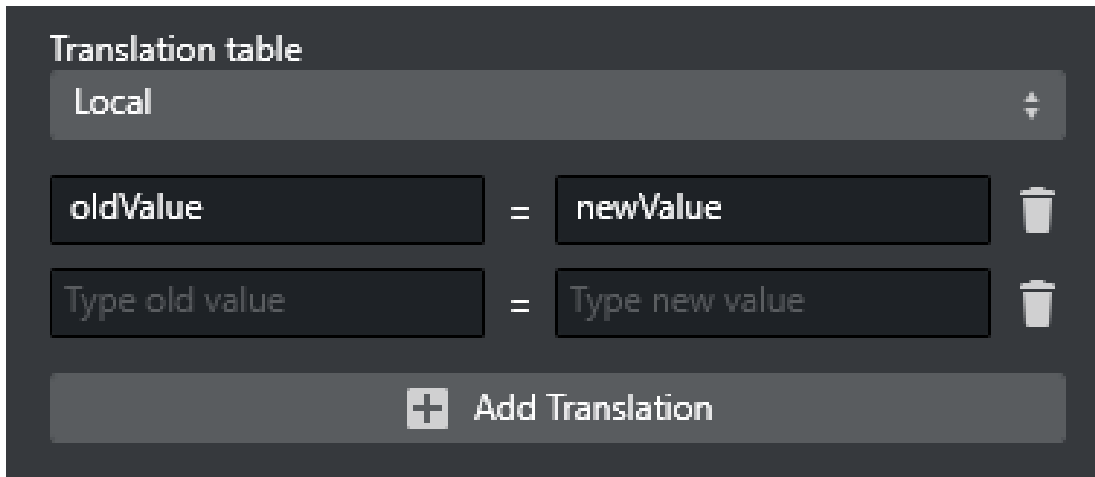 Translation table
Local
oldValue = newValue
Type old value = Type new value
Add Translation